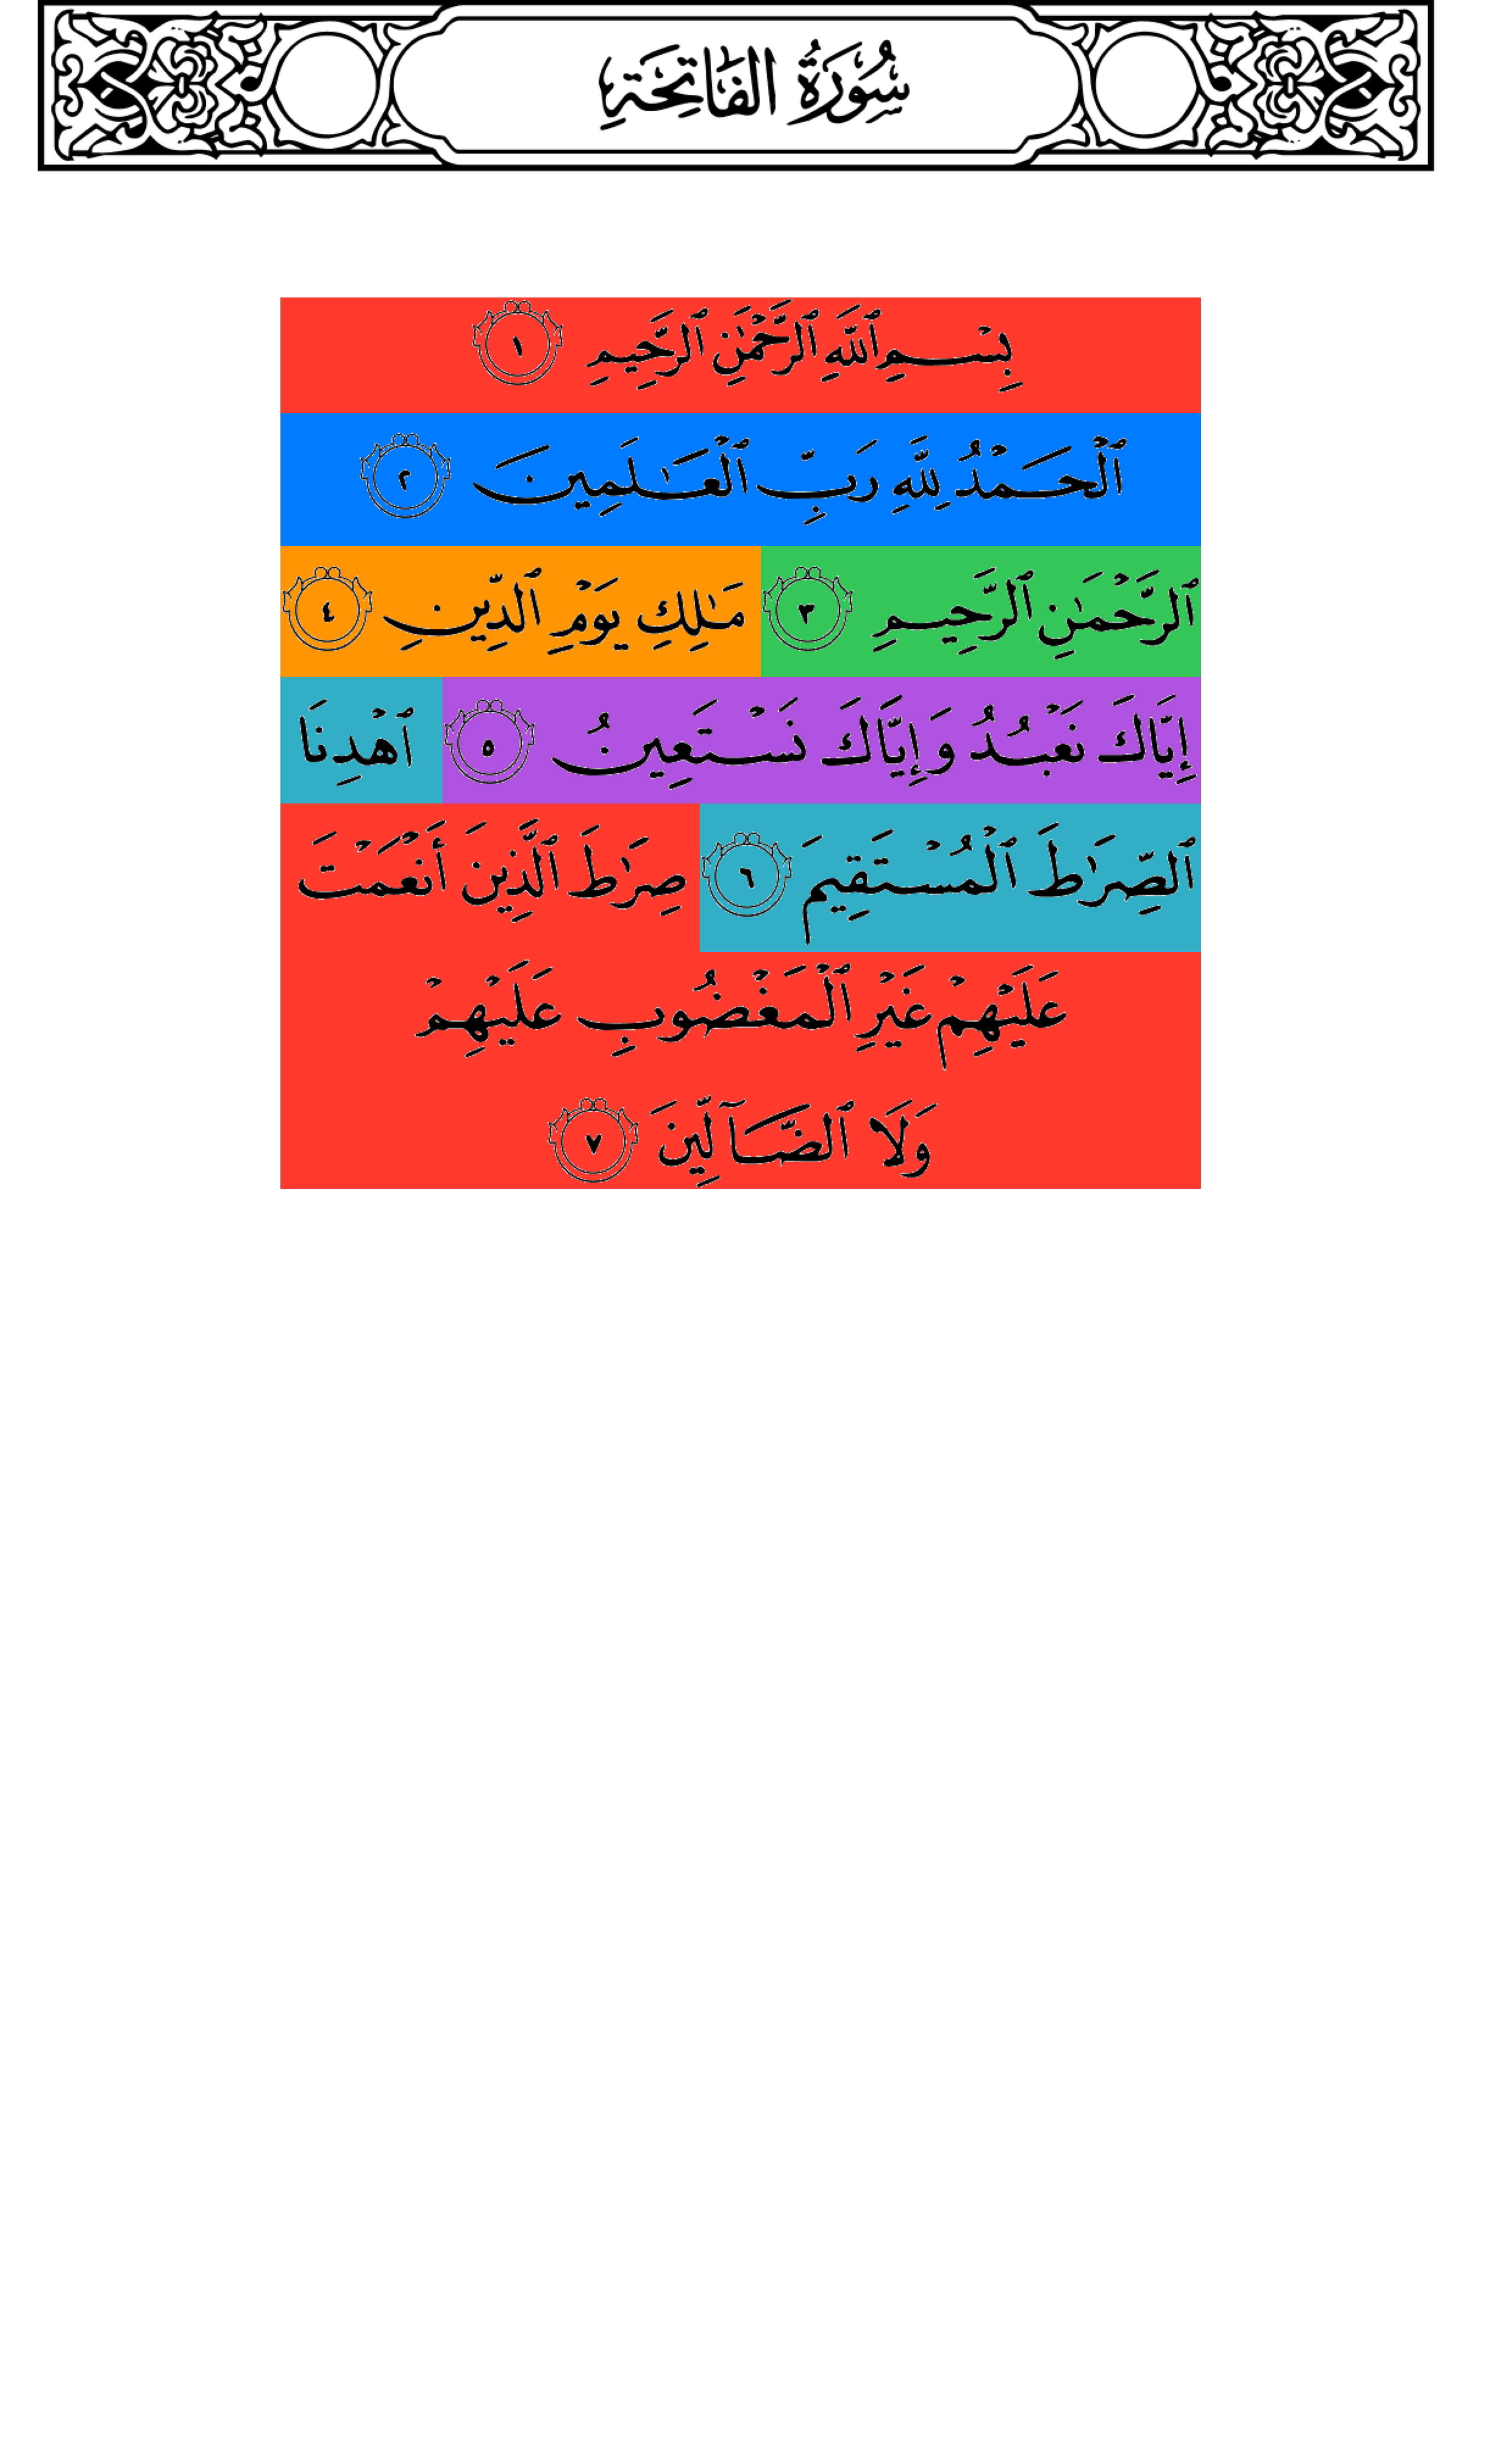 سُورَةُ الفَاتِحَةِ
بِسۡمِ ٱللَّهِ ٱلرَّحۡمَٰنِ ٱلرَّحِيمِ ١
ٱلۡحَمۡدُ لِلَّهِ رَبِّ ٱلۡعَٰلَمِينَ ٢
ٱلرَّحۡمَٰنِ ٱلرَّحِيمِ ٣ مَٰلِكِ يَوۡمِ ٱلدِّينِ ٤
إِيَّاكَ نَعۡبُدُ وَإِيَّاكَ نَسۡتَعِينُ ٥ ٱهۡدِنَا
ٱلصِّرَٰطَ ٱلۡمُسۡتَقِيمَ ٦ صِرَٰطَ ٱلَّذِينَ أَنۡعَمۡتَ
عَلَيۡهِمۡ غَيۡرِ ٱلۡمَغۡضُوبِ عَلَيۡهِمۡ
وَلَا ٱلضَّآلِّينَ ٧